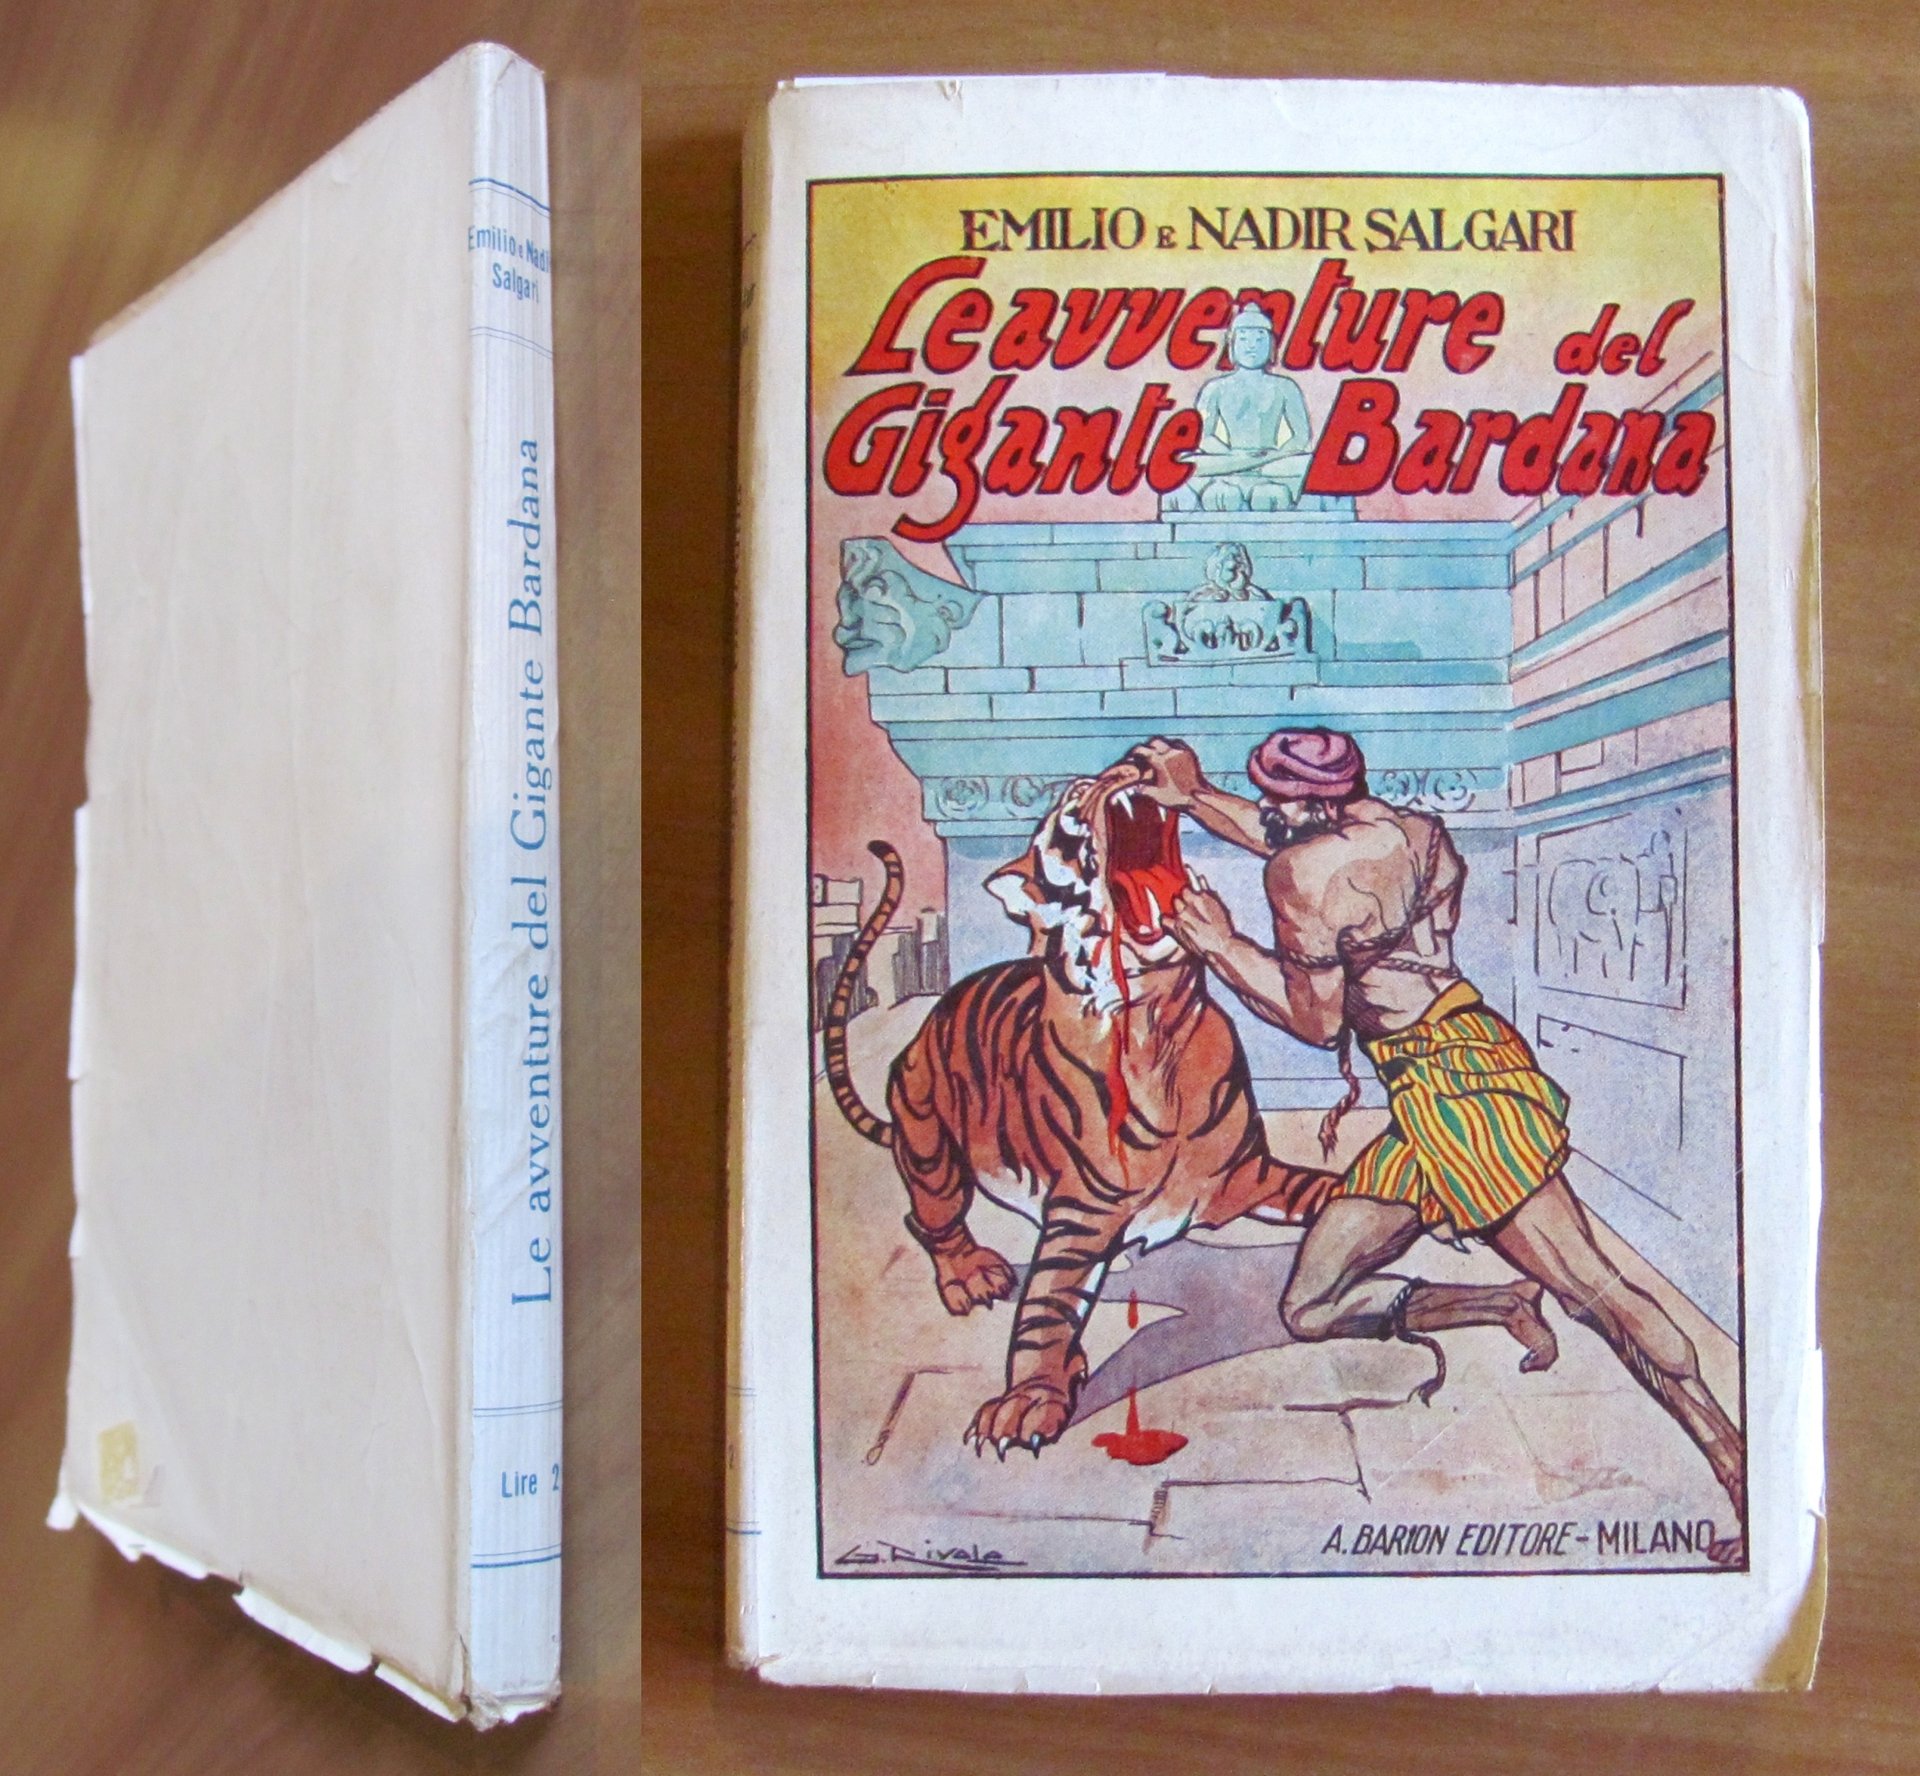 Emilio e Nadir
Salgari
Le avventure del Gigante Bardana
Lire 2
EMILIO E NADIR SALGARI
Le avventure del
Gigante Bardana
G. Rivale
A. BARION EDITORE - MILANO